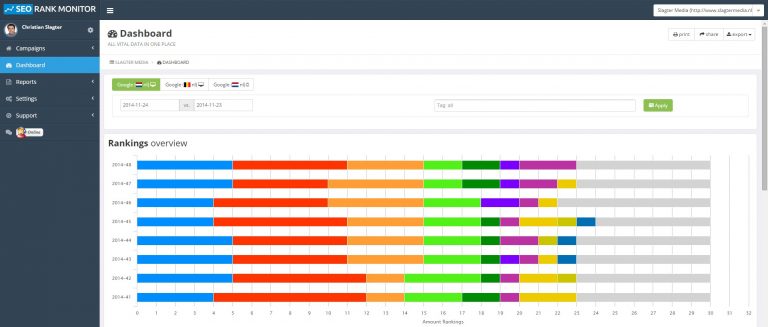 SEO RANK MONITOR
Slagter Media (http://www.slagtermedia.nl
Christian Slagter
Campaigns
Dashboard
Reports
Settings
Support
Online
Dashboard
ALL VITAL DATA IN ONE PLACE
print
share
export
SLAGTER MEDIA
DASHBOARD
Google
nl
Google
nl
Google
nl
2014-11-24
vs.
2014-11-23
Tag: all
Apply
Rankings overview
2014-48
2014-47
2014-46
2014-45
2014-44
2014-43
2014-42
2014-41
0 1 2 3 4 5 6 7 8 9 10 11 12 13 14 15 16 17 18 19 20 21 22 23 24 25 26 27 28 29 30 31 32
Amount Rankings